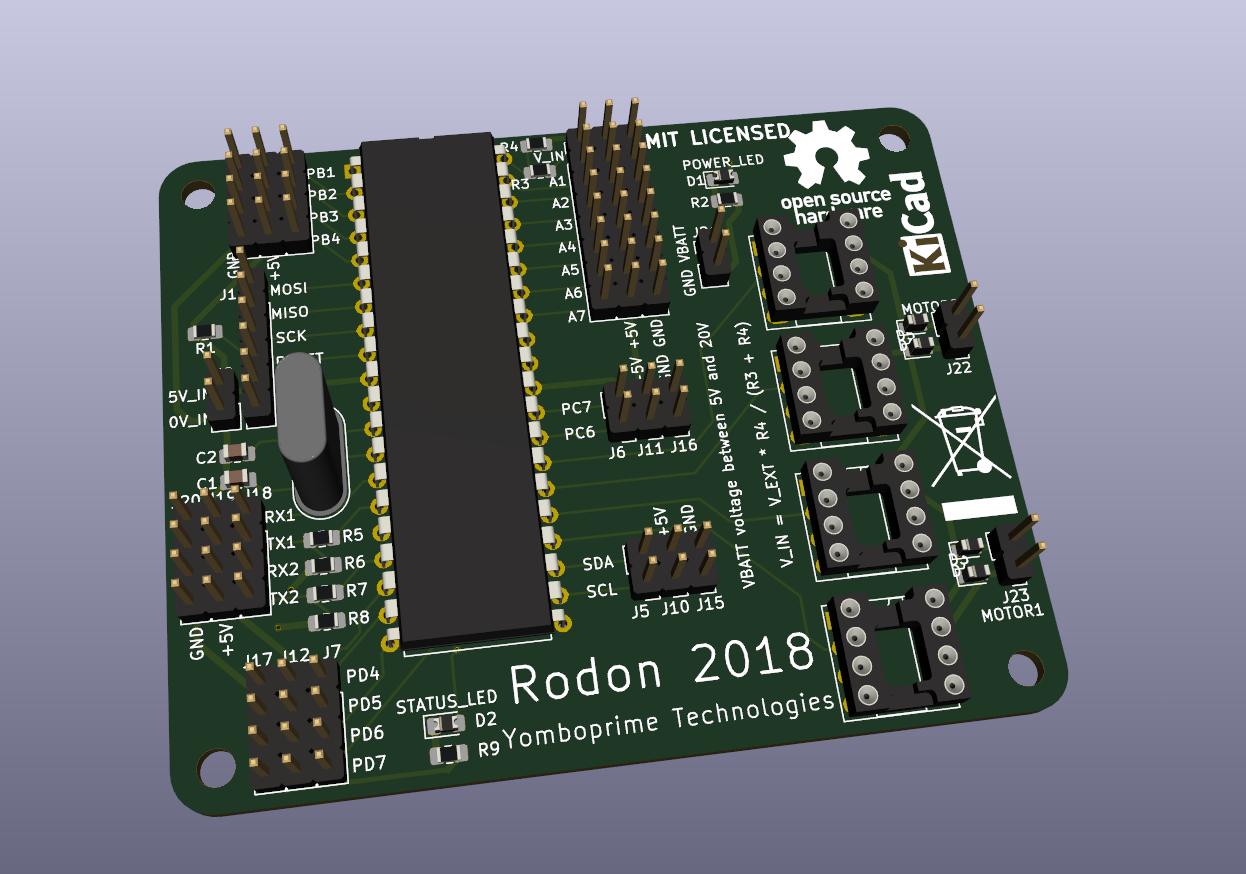 MIT LICENSED
R4
V_IN
R3
PB1
PB2
PB3
PB4
A1
A2
A3
A4
A5
A6
A7
POWER_LED
D1
R2
open source
KiCad
GND VBATT
+5V
J1
MOSI
MISO
SCK
R1
J22
PC7
PC6
J6 J11 J16
VBATT voltage between 5V and 20V
V_IN = V_EXT * R4 / (R3 + R4)
C2
C1
RX1
TX1
RX2
TX2
R5
R6
R7
R8
GND
+5V
+5V
GND
SDA
SCL
J5 J10 J15
J23
MOTOR1
J17 J12 J7
PD4
PD5
PD6
PD7
STATUS_LED
D2
R9
Rodon 2018
Yomboprime Technologies